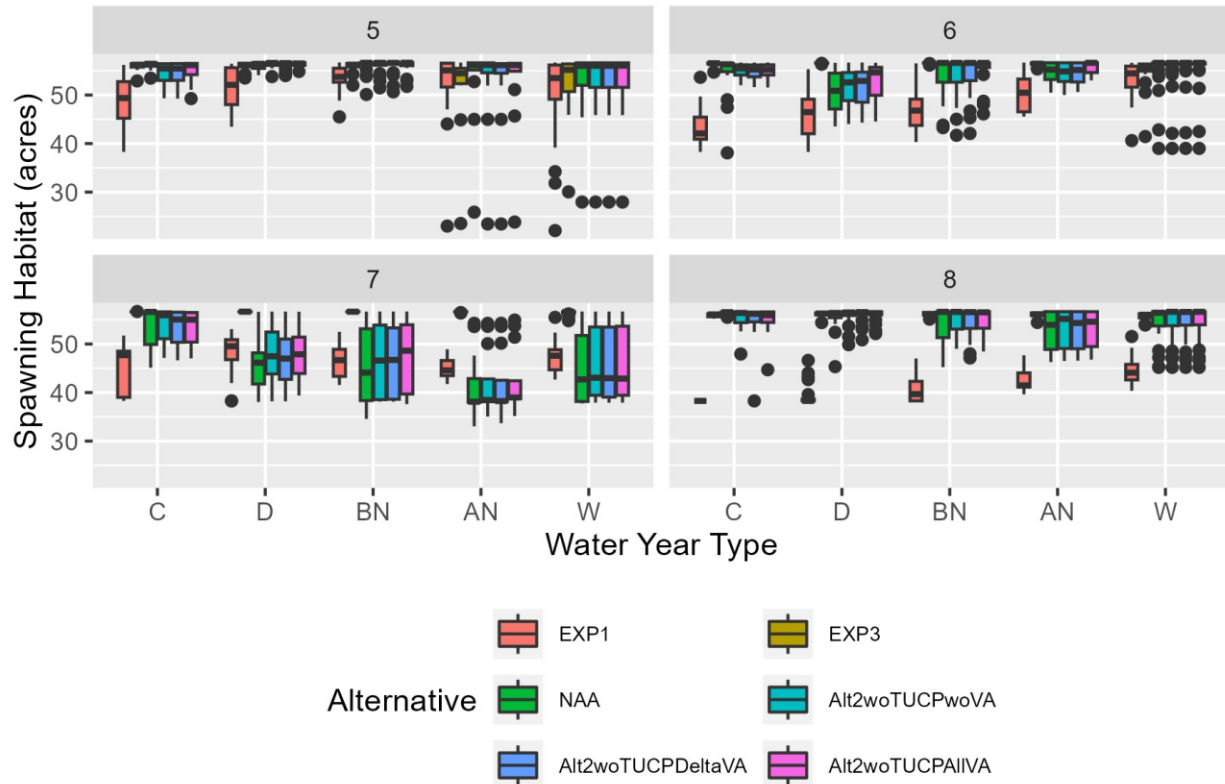 5 6
50
40
30
7 8
50
40
30
C D BN AN W C D BN AN W
Spawning Habitat (acres)
Water Year Type
Alternative
EXP1 EXP3
NAA Alt2woTUCPwoVA
Alt2woTUCPDeltaVA Alt2woTUCPAllVA